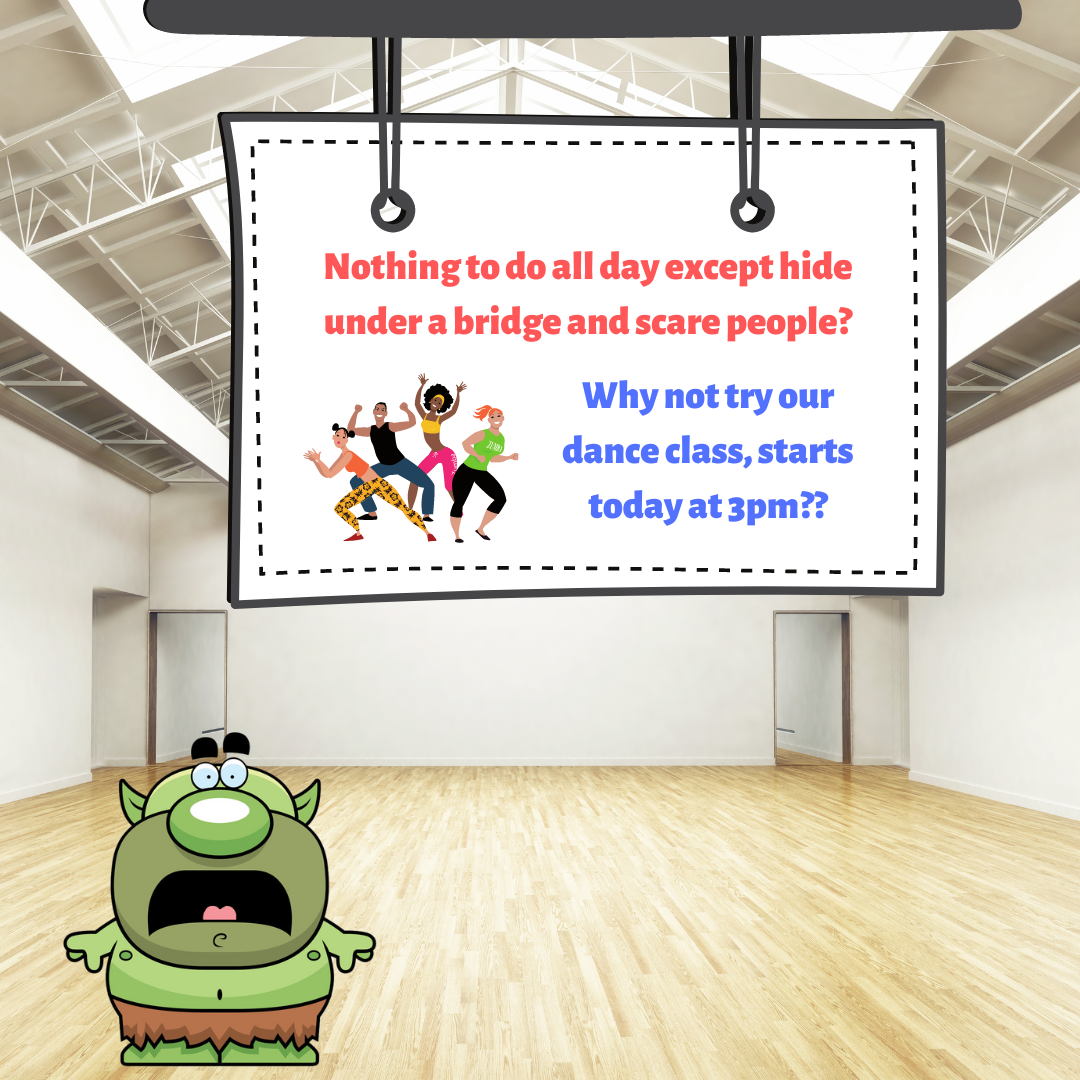 Nothing to do all day except hide
under a bridge and scare people?
Why not try our
dance class, starts
today at 3pm??